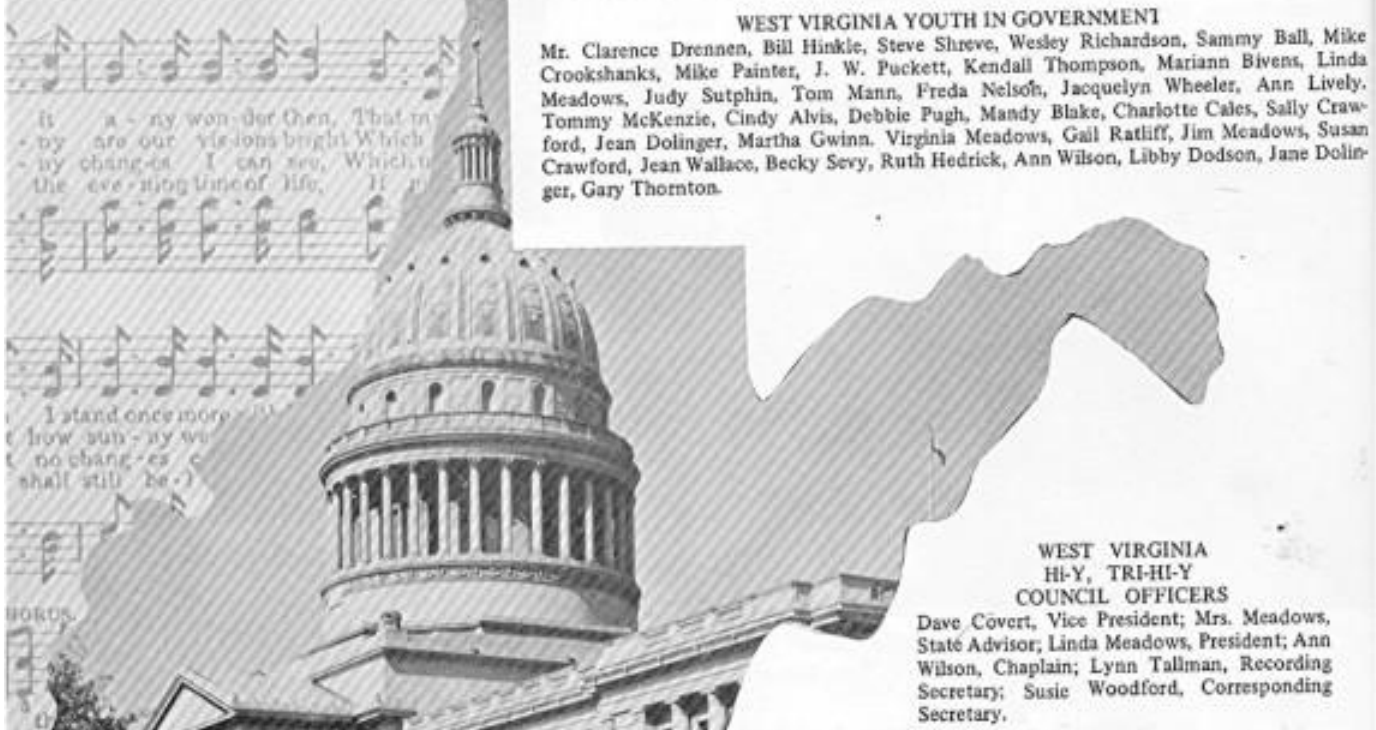 WEST VIRGINIA YOUTH IN GOVERNMENT
Mr. Clarence Drennen, Bill Hinkle, Steve Shreve, Wesley Richardson, Sammy Ball, Mike
Crookshanks, Mike Painter, J. W. Puckett, Kendall Thompson, Mariann Bivens, Linda
Meadows, Judy Sutphin, Tom Mann, Freda Nelson, Jacquelyn Wheeler, Ann Lively,
Tommy McKenzie, Cindy Alvis, Debbie Pugh, Mandy Blake, Charlotte Cales, Sally Craw-
ford, Jean Dolinger, Martha Gwinn. Virginia Meadows, Gail Ratliff, Jim Meadows, Susan
Crawford, Jean Wallace, Becky Sevy, Ruth Hedrick, Ann Wilson, Libby Dodson, Jane Dolin-
ger, Gary Thornton.
It a - ny won - der then, That
- ny are our vis-ions bright Which
- ny chang-es I can see, Which
the eve - ning time of life, If
I stand once more
how sun - ny we
no chang - es
shall still be - 
HORUS.
WEST VIRGINIA
Hi-Y, TRI-HI-Y
COUNCIL OFFICERS
Dave Covert, Vice President; Mrs. Meadows,
State Advisor; Linda Meadows, President; Ann
Wilson, Chaplain; Lynn Tallman, Recording
Secretary; Susie Woodford, Corresponding
Secretary.